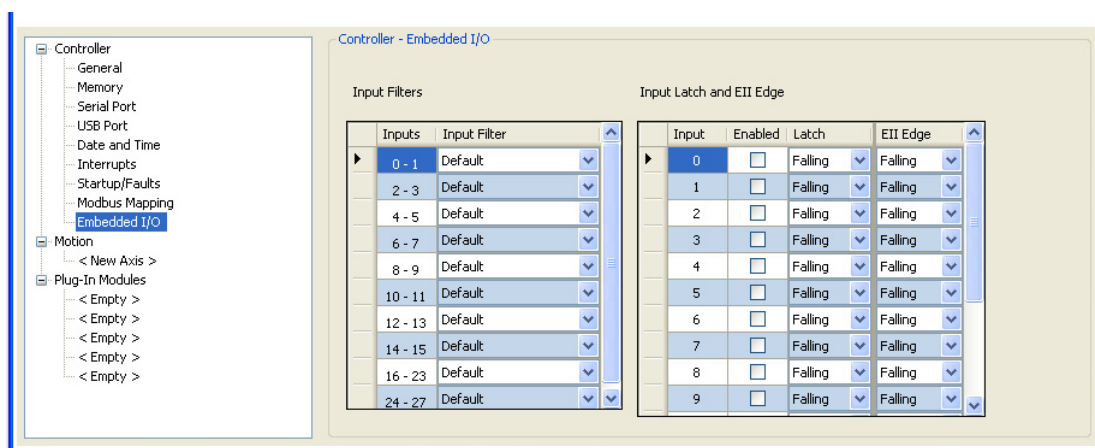 Controller
General
Memory
Serial Port
USB Port
Date and Time
Interrupts
Startup/Faults
Modbus Mapping
Embedded I/O
Motion
< New Axis >
Plug-In Modules
< Empty >
< Empty >
< Empty >
< Empty >
< Empty >
Controller - Embedded I/O
Input Filters
Inputs Input Filter
0 - 1 Default
2 - 3 Default
4 - 5 Default
6 - 7 Default
8 - 9 Default
10 - 11 Default
12 - 13 Default
14 - 15 Default
16 - 23 Default
24 - 27 Default
Input Latch and EII Edge
Input Enabled Latch EII Edge
0 Falling Falling
1 Falling Falling
2 Falling Falling
3 Falling Falling
4 Falling Falling
5 Falling Falling
6 Falling Falling
7 Falling Falling
8 Falling Falling
9 Falling Falling